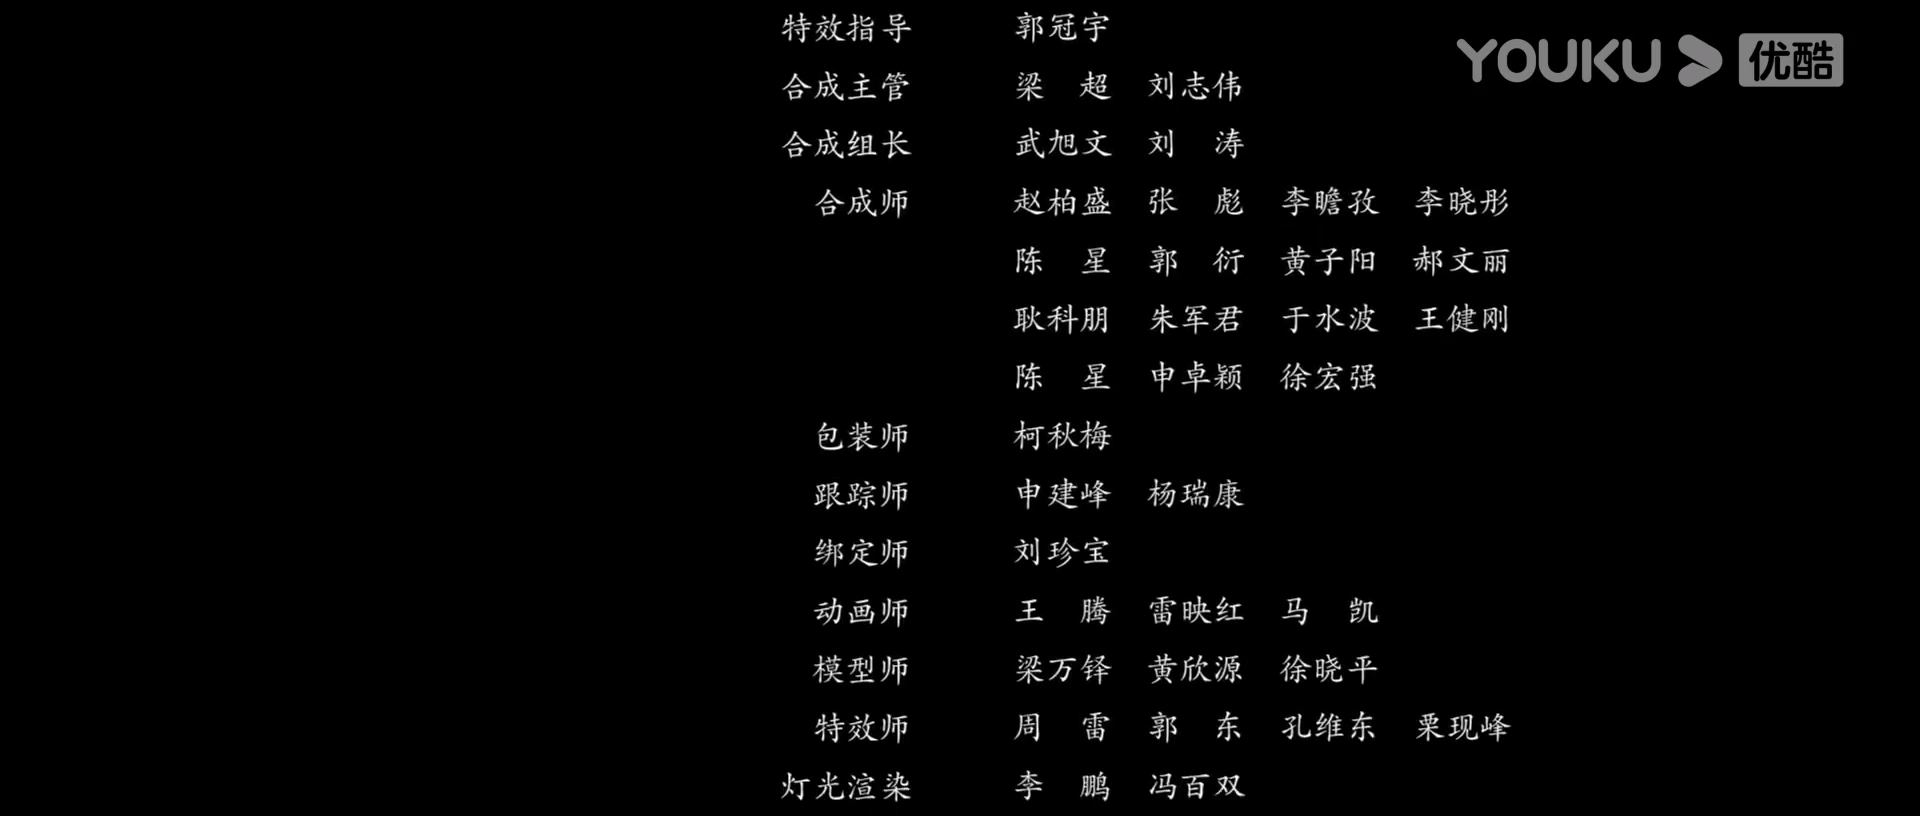 特效指导 郭冠宇
YOUKU 优酷
合成主管 梁 超 刘志伟
合成组长 武旭文 刘 涛
合成师 赵柏盛 张 彪 李瞻孜 李晓彤
陈 星 郭 衍 黄子阳 郝文丽
耿科朋 朱军君 于水波 王健刚
陈 星 申卓颖 徐宏强
包装师 柯秋梅
跟踪师 申建峰 杨瑞康
绑定师 刘珍宝
动画师 王 腾 雷映红 马 凯
模型师 梁万铎 黄欣源 徐晓平
特效师 周 雷 郭 东 孔维东 栗现峰
灯光渲染 李 鹏 冯百双